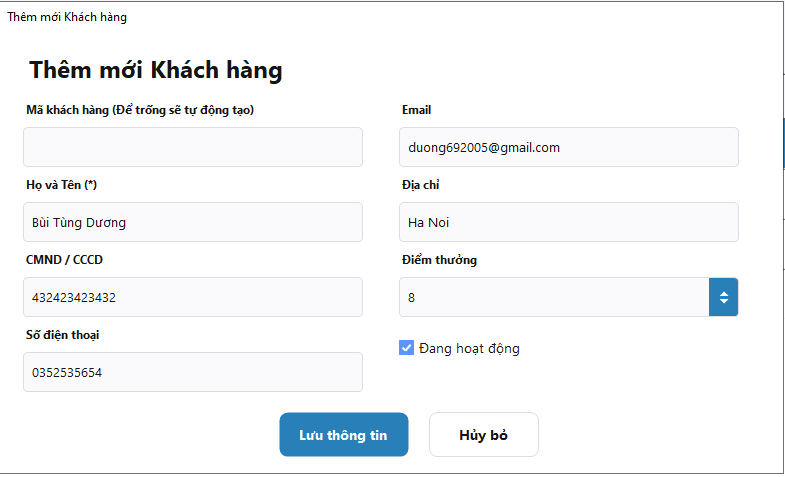 Thêm mới Khách hàng
Thêm mới Khách hàng
Mã khách hàng (Để trống sẽ tự động tạo)
Email
duong692005@gmail.com
Họ và Tên (*)
Địa chỉ
Bùi Tùng Dương
Ha Noi
CMND / CCCD
Điểm thưởng
432423423432
8
Số điện thoại
Đang hoạt động
0352535654
Lưu thông tin
Hủy bỏ